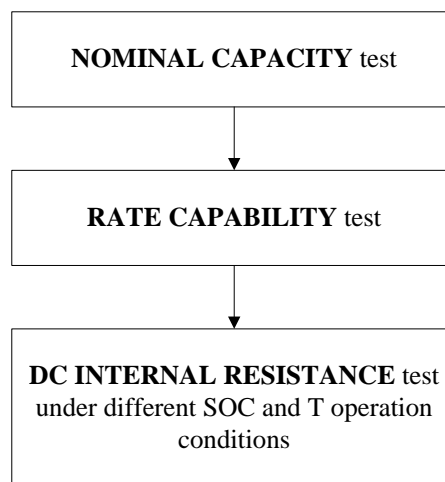 NOMINAL CAPACITY test
RATE CAPABILITY test
DC INTERNAL RESISTANCE test
under different SOC and T operation
conditions